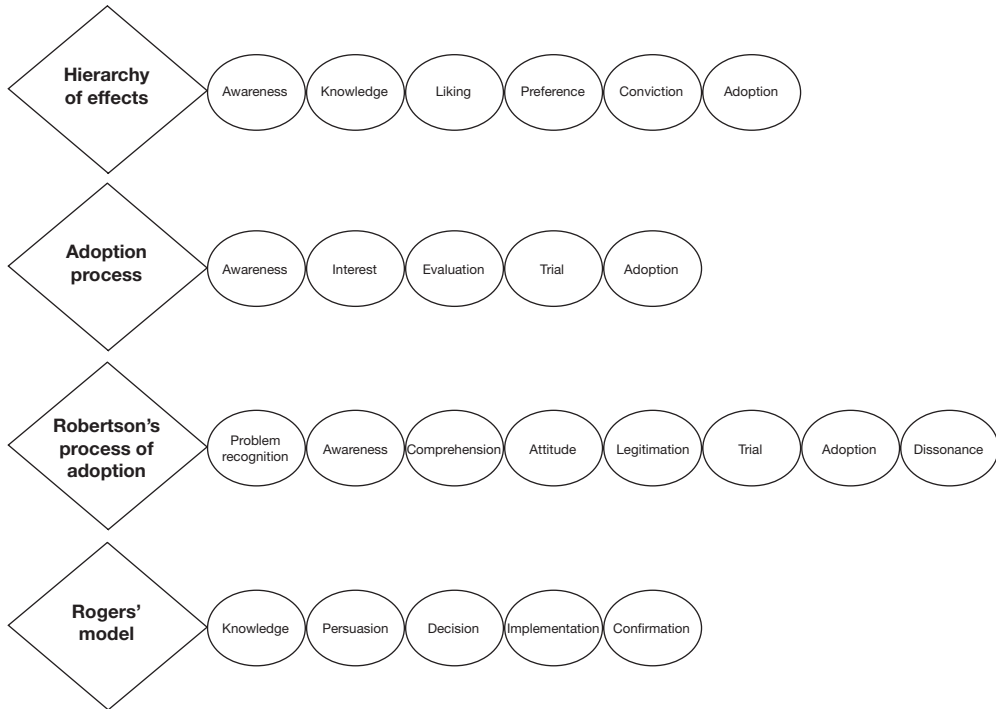 Hierarchy
of effects
Awareness
Knowledge
Liking
Preference
Conviction
Adoption
Adoption
process
Awareness
Interest
Evaluation
Trial
Adoption
Robertson’s
process of
adoption
Problem
recognition
Awareness
Comprehension
Attitude
Legitimation
Trial
Adoption
Dissonance
Rogers’
model
Knowledge
Persuasion
Decision
Implementation
Confirmation